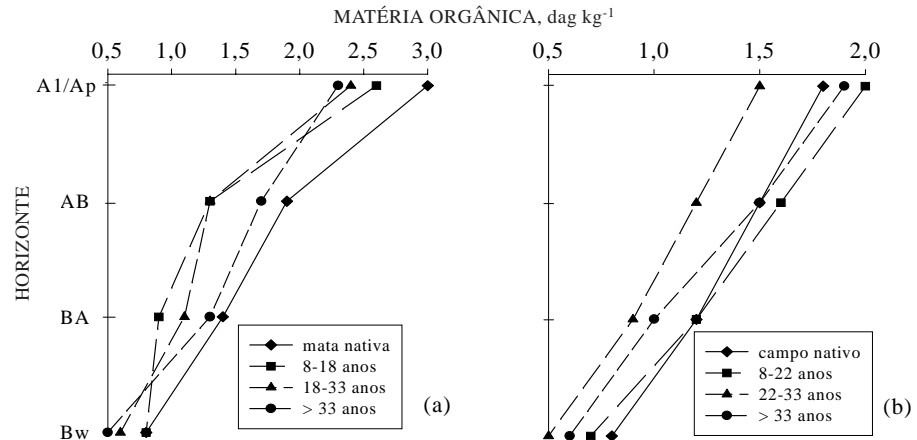 MATÉRIA ORGÂNICA, dag kg-1
0,5 1,0 1,5 2,0 2,5 3,0
0,5 1,0 1,5 2,0
HORIZONTE
A1/Ap
AB
BA
Bw
mata nativa
8-18 anos
18-33 anos
> 33 anos
(a)
campo nativo
8-22 anos
22-33 anos
> 33 anos
(b)